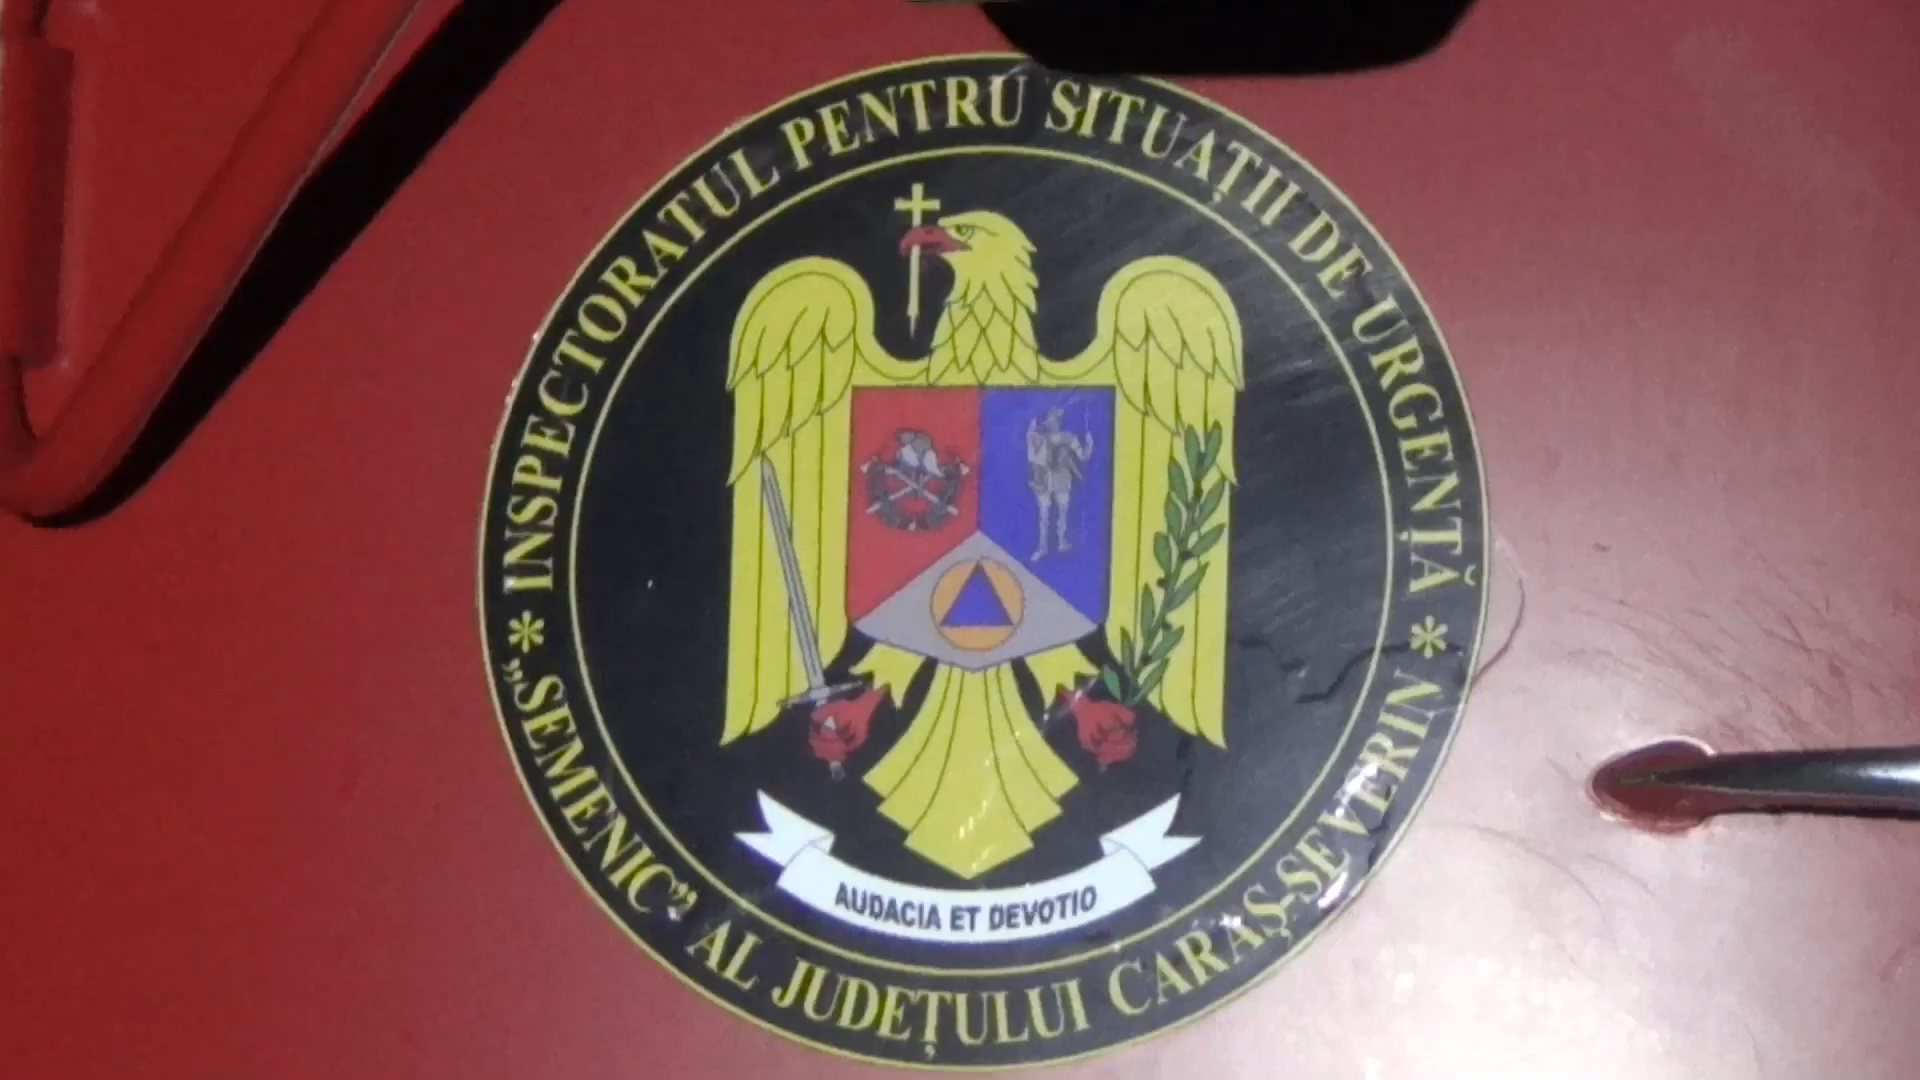 * INSPECTORATUL PENTRU SITUAȚII DE URGENȚĂ *
„SEMENIC” AL JUDEȚULUI CARAȘ-SEVERIN
AUDACIA ET DEVOTIO